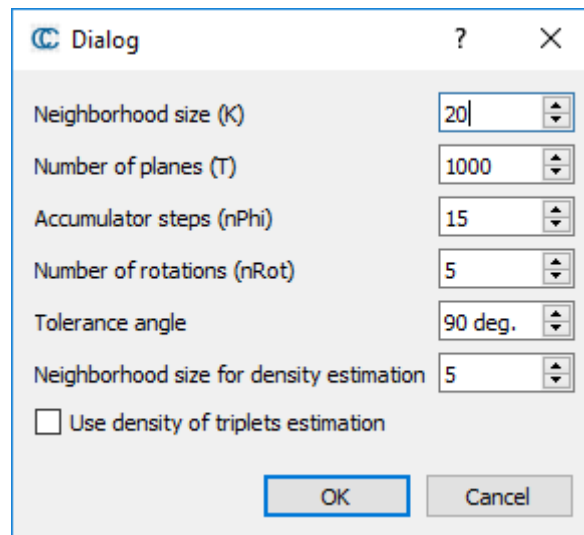 Dialog ?
Neighborhood size (K) 20
Number of planes (T) 1000
Accumulator steps (nPhi) 15
Number of rotations (nRot) 5
Tolerance angle 90 deg.
Neighborhood size for density estimation 5
Use density of triplets estimation
OK Cancel